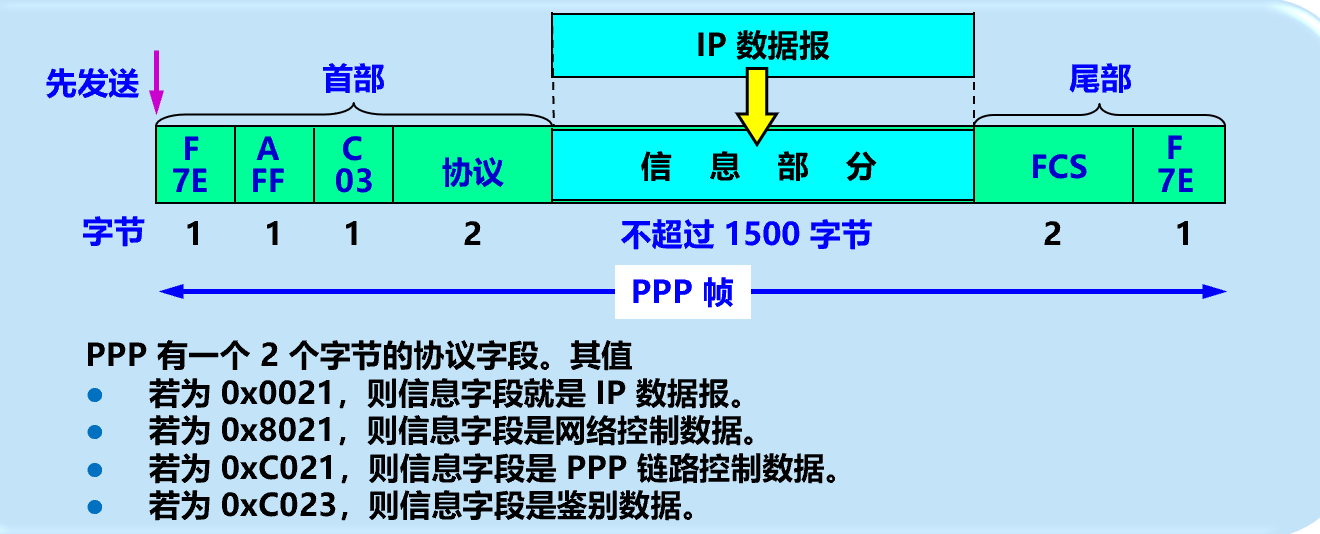 IP 数据报
先发送
首部
尾部
F A C F
7E FF 03 协议 信 息 部 分 FCS 7E
字节 1 1 1 2 不超过 1500 字节 2 1
PPP 帧
PPP 有一个 2 个字节的协议字段。其值
● 若为 0x0021，则信息字段就是 IP 数据报。
● 若为 0x8021，则信息字段是网络控制数据。
● 若为 0xC021，则信息字段是 PPP 链路控制数据。
● 若为 0xC023，则信息字段是鉴别数据。